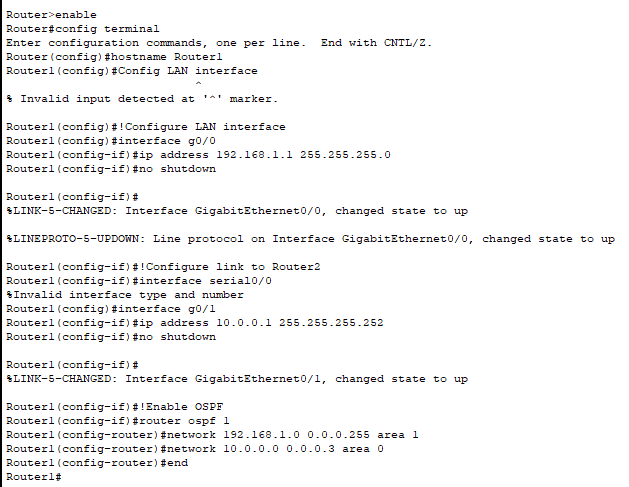 Router>enable
Router#config terminal
Enter configuration commands, one per line.  End with CNTL/Z.
Router(config)#hostname Router1
Router1(config)#Config LAN interface
^
% Invalid input detected at '^' marker.
Router1(config)#!Configure LAN interface
Router1(config)#interface g0/0
Router1(config-if)#ip address 192.168.1.1 255.255.255.0
Router1(config-if)#no shutdown
Router1(config-if)#
%LINK-5-CHANGED: Interface GigabitEthernet0/0, changed state to up
%LINEPROTO-5-UPDOWN: Line protocol on Interface GigabitEthernet0/0, changed state to up
Router1(config-if)#!Configure link to Router2
Router1(config-if)#interface serial0/0
%Invalid interface type and number
Router1(config)#interface g0/1
Router1(config-if)#ip address 10.0.0.1 255.255.255.252
Router1(config-if)#no shutdown
Router1(config-if)#
%LINK-5-CHANGED: Interface GigabitEthernet0/1, changed state to up
Router1(config-if)#!Enable OSPF
Router1(config-if)#router ospf 1
Router1(config-router)#network 192.168.1.0 0.0.0.255 area 1
Router1(config-router)#network 10.0.0.0 0.0.0.3 area 0
Router1(config-router)#end
Router1#